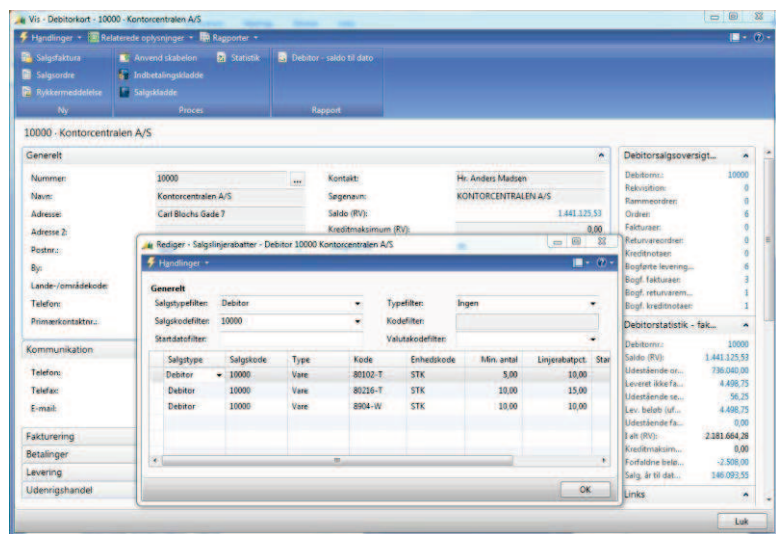 Vis - Debitorkort - 10000 · Kontorcentralen A/S
Handlinger Relaterede oplysninger Rapporter
Salgsfaktura Anvend skabelon Statistik Debitor - saldo til dato
Salgsordre Indbetalingskladde
Rykkermeddelelse Salgskladde
Ny Proces Rapport
10000 · Kontorcentralen A/S
Generelt
Nummer: 10000 ...
Navn: Kontorcentralen A/S
Adresse: Carl Blochs Gade 7
Adresse 2:
Postnr.:
By:
Lande-/områdekode:
Telefon:
Primærkontaktnr.:
Kontakt: Hr. Anders Madsen
Søgenavn: KONTORCENTRALEN A/S
Saldo (RV): 1.441.125,53
Kreditmaksimum (RV): 0,00
Kommunikation
Telefon:
Telefax:
E-mail:
Fakturering
Betalinger
Levering
Udenrigshandel
Rediger - Salgslinjerabatter - Debitor 10000 Kontorcentralen A/S
Handlinger
Generelt
Salgstypefilter: Debitor Typefilter: Ingen
Salgskodefilter: 10000 Kodefilter:
Startdatofilter: Valutakodefilter:
Salgstype Salgskode Type Kode Enhedskode Min. antal Linjerabatpct. Star
Debitor 10000 Vare 80102-T STK 5,00 10,00
Debitor 10000 Vare 80216-T STK 10,00 15,00
Debitor 10000 Vare 8904-W STK 10,00 10,00
OK
Debitorsalgsoversigt...
Debitornr.: 10000
Rekvisition: 0
Rammeordrer: 0
Ordrer: 6
Fakturaer: 0
Returvareordrer: 0
Kreditnotaer: 0
Bogførte levering... 6
Bogf. fakturaer: 3
Bogf. returvarem... 1
Bogf. kreditnotaer: 1
Debitorstatistik - fak...
Debitornr.: 10000
Saldo (RV): 1.441.125,53
Udestående or... 736.040,00
Leveret ikke fa... 4.498,75
Udestående se... 56,25
Lev. beløb (uf... 4.498,75
Udestående fa... 0,00
I alt (RV): 2.181.664,28
Kreditmaksim... 0,00
Forfaldne belø... -2.508,00
Salg, år til dat... 146.093,55
Links
Luk